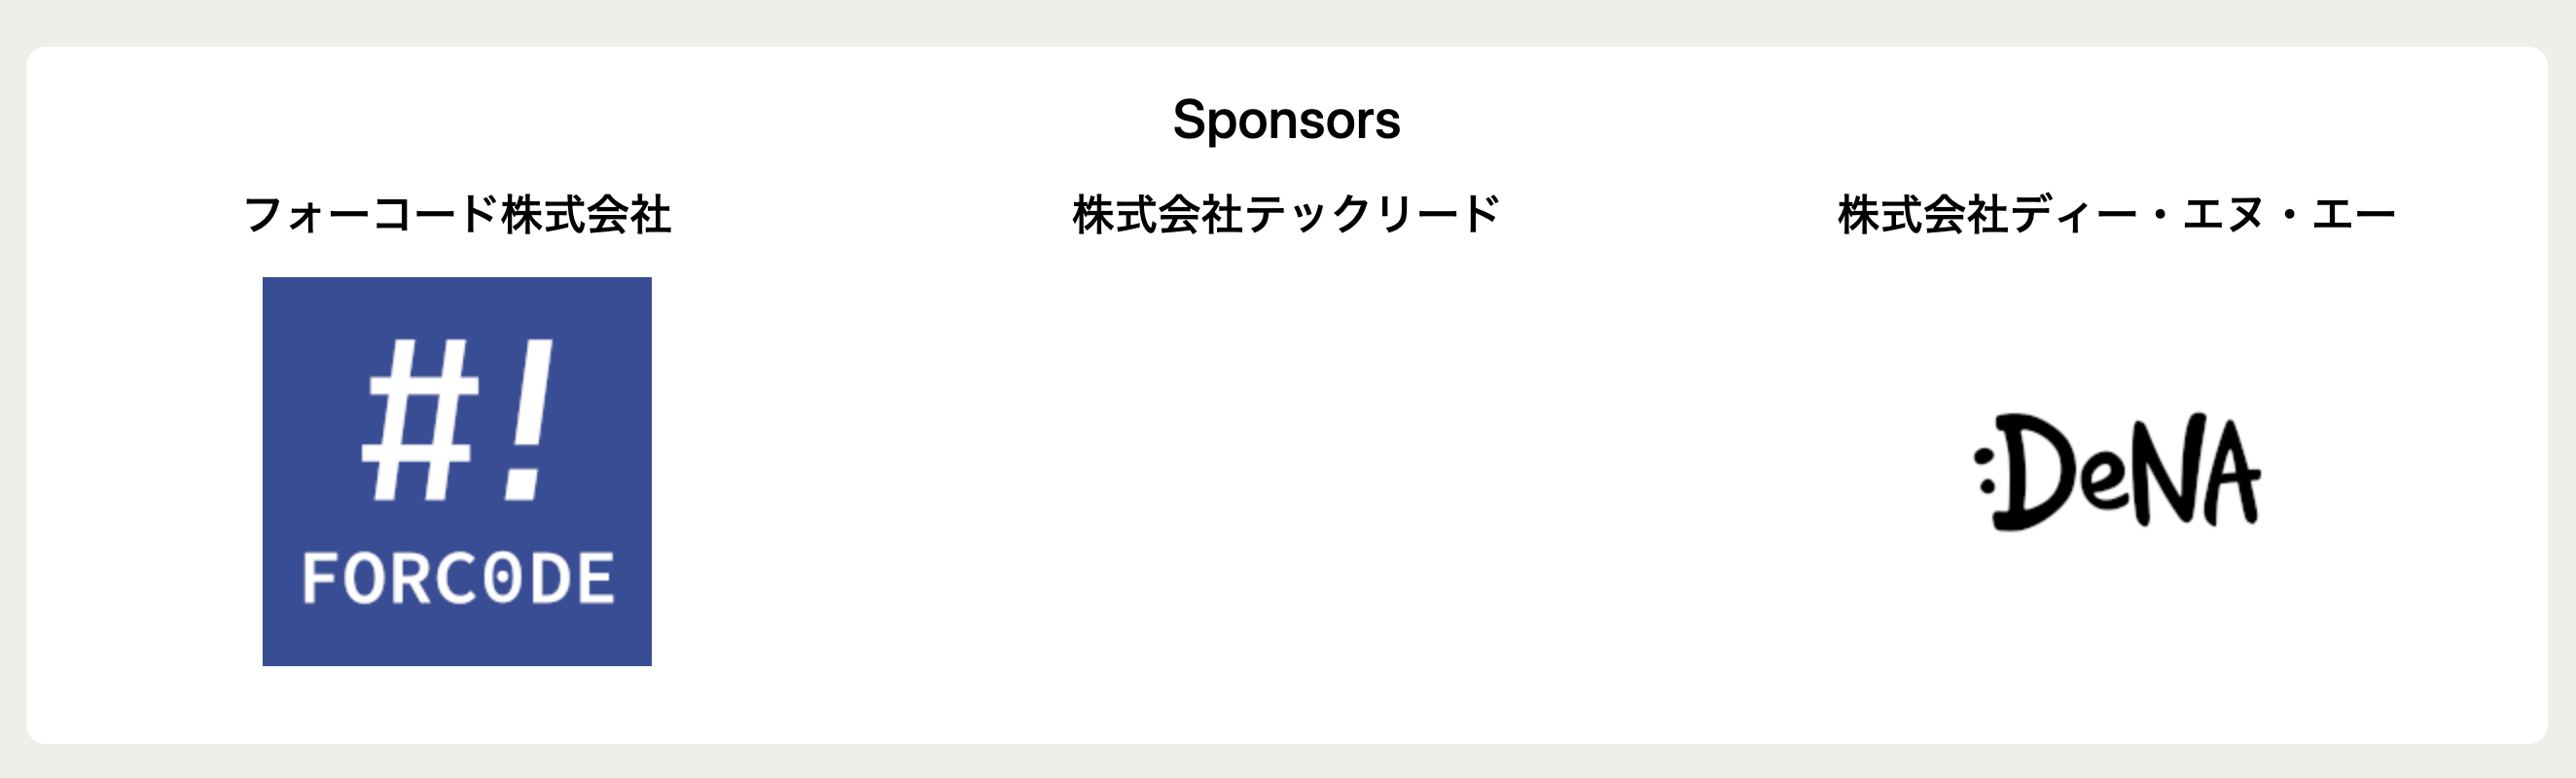 Sponsors
フォーコード株式会社
株式会社テックリード
株式会社ディー・エヌ・エー
#!
FORC0DE
:DeNA